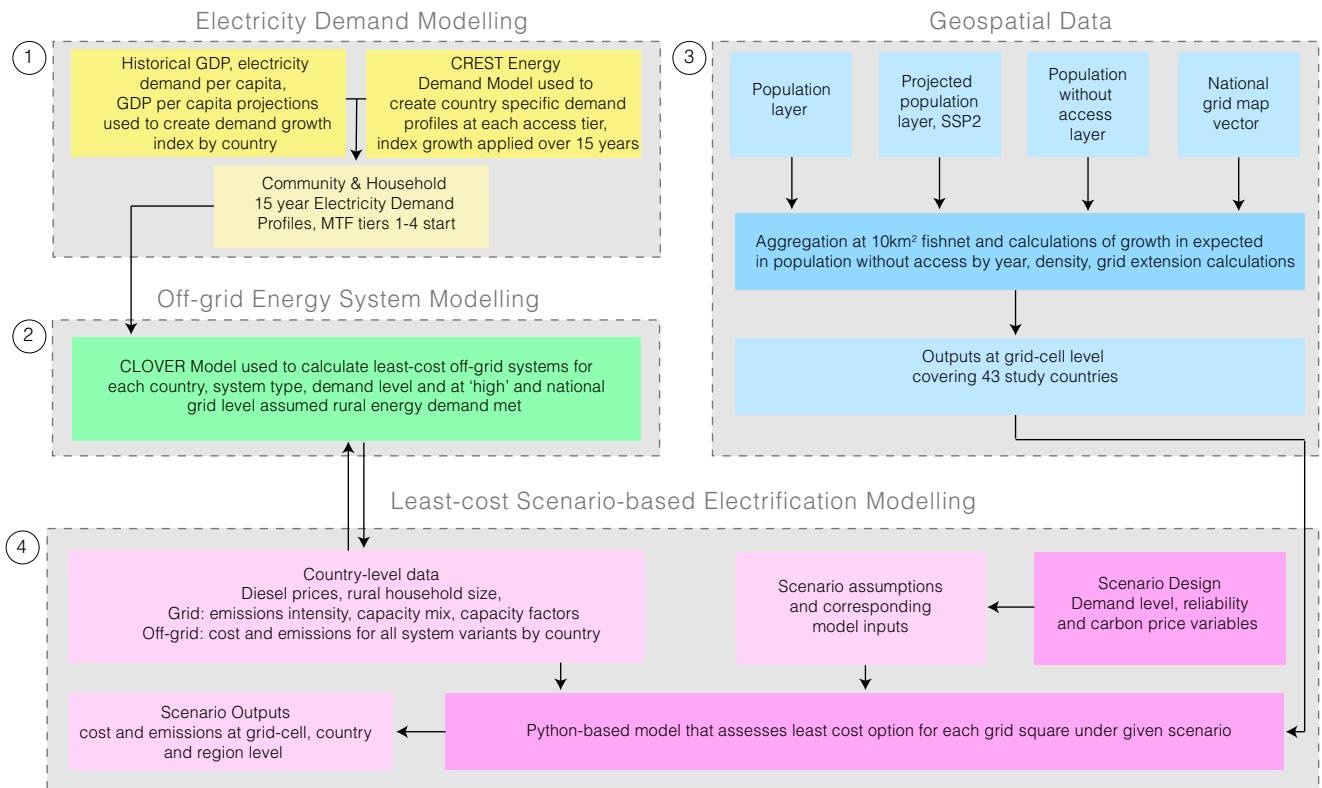 Electricity Demand Modelling
1
Historical GDP, electricity
demand per capita,
GDP per capita projections
used to create demand growth
index by country
CREST Energy
Demand Model used to
create country specific demand
profiles at each access tier,
index growth applied over 15 years
Community & Household
15 year Electricity Demand
Profiles, MTF tiers 1-4 start
Off-grid Energy System Modelling
2
CLOVER Model used to calculate least-cost off-grid systems for
each country, system type, demand level and at ‘high’ and national
grid level assumed rural energy demand met
Geospatial Data
3
Population
layer
Projected
population
layer, SSP2
Population
without
access
layer
National
grid map
vector
Aggregation at 10km² fishnet and calculations of growth in expected
in population without access by year, density, grid extension calculations
Outputs at grid-cell level
covering 43 study countries
Least-cost Scenario-based Electrification Modelling
4
Country-level data
Diesel prices, rural household size,
Grid: emissions intensity, capacity mix, capacity factors
Off-grid: cost and emissions for all system variants by country
Scenario assumptions
and corresponding
model inputs
Scenario Design
Demand level, reliability
and carbon price variables
Scenario Outputs
cost and emissions at grid-cell, country
and region level
Python-based model that assesses least cost option for each grid square under given scenario